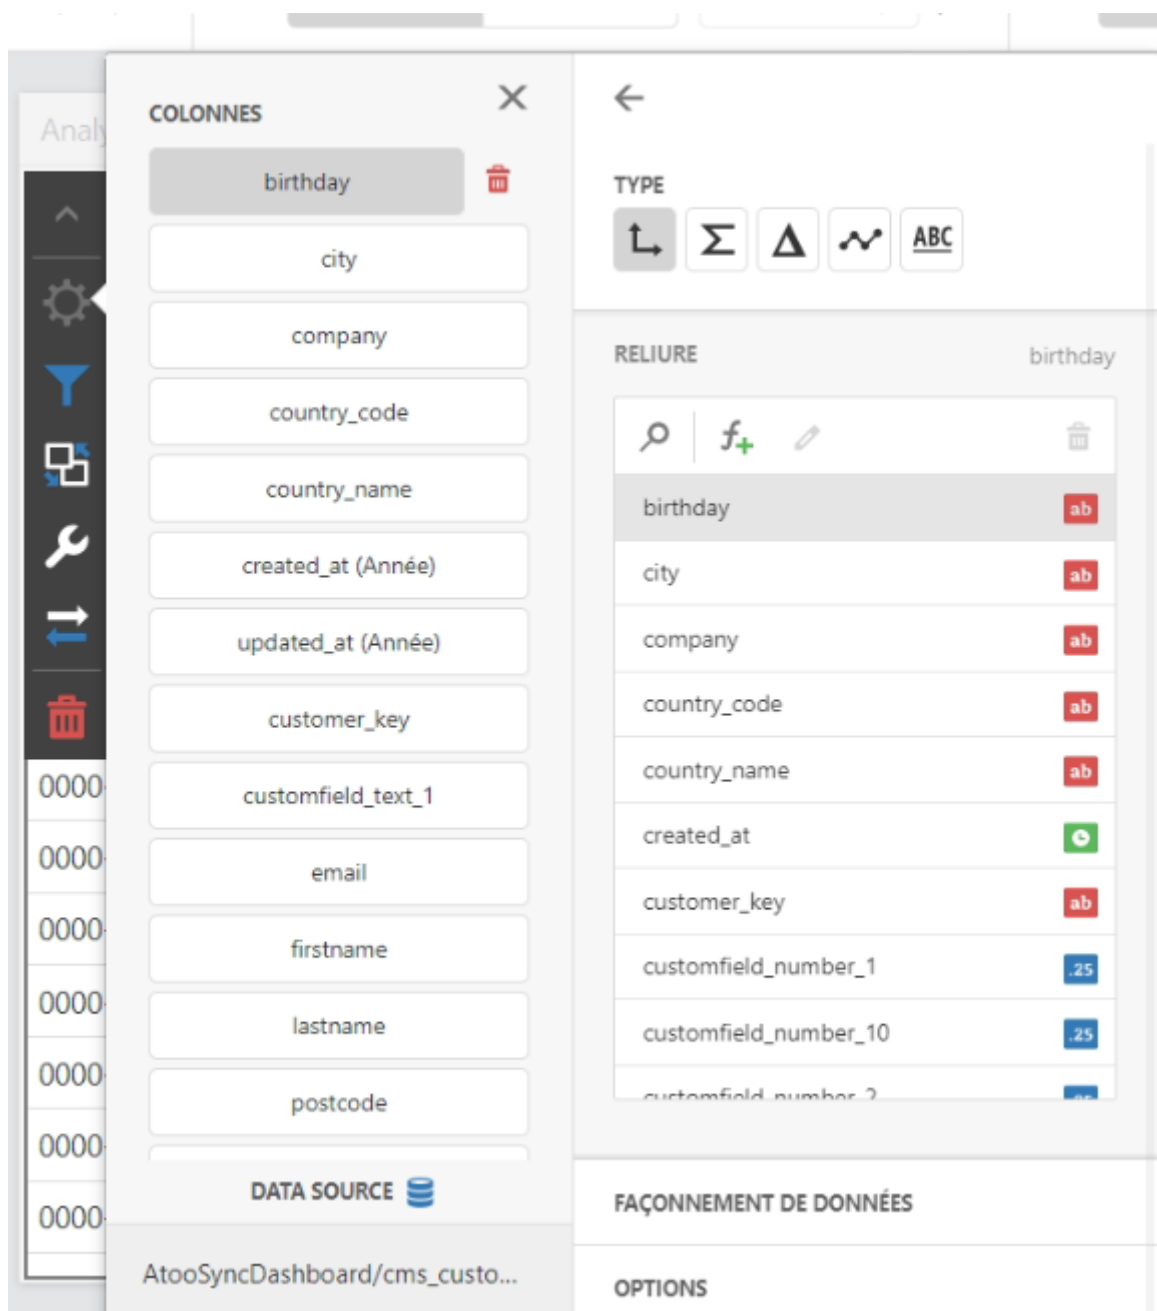 Analy
COLONNES
birthday
city
company
country_code
country_name
created_at (Année)
updated_at (Année)
customer_key
customfield_text_1
email
firstname
lastname
postcode
DATA SOURCE
AtooSyncDashboard/cms_custo...
0000-
0000-
0000-
0000-
0000-
0000-
0000-
TYPE
ABC
RELIURE birthday
birthday ab
city ab
company ab
country_code ab
country_name ab
created_at
customer_key ab
customfield_number_1 .25
customfield_number_10 .25
customfield_number_2 .25
FAÇONNEMENT DE DONNÉES
OPTIONS